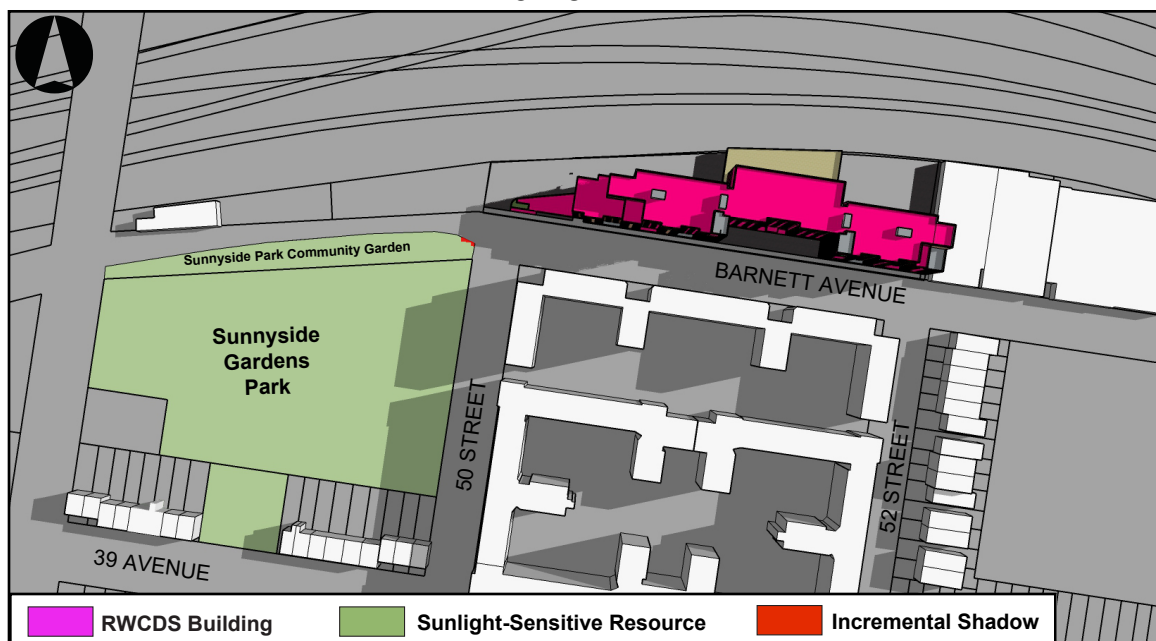 Sunnyside Park Community Garden
BARNETT AVENUE
Sunnyside
Gardens
Park
50 STREET
52 STREET
39 AVENUE
RWCDS Building
Sunlight-Sensitive Resource
Incremental Shadow